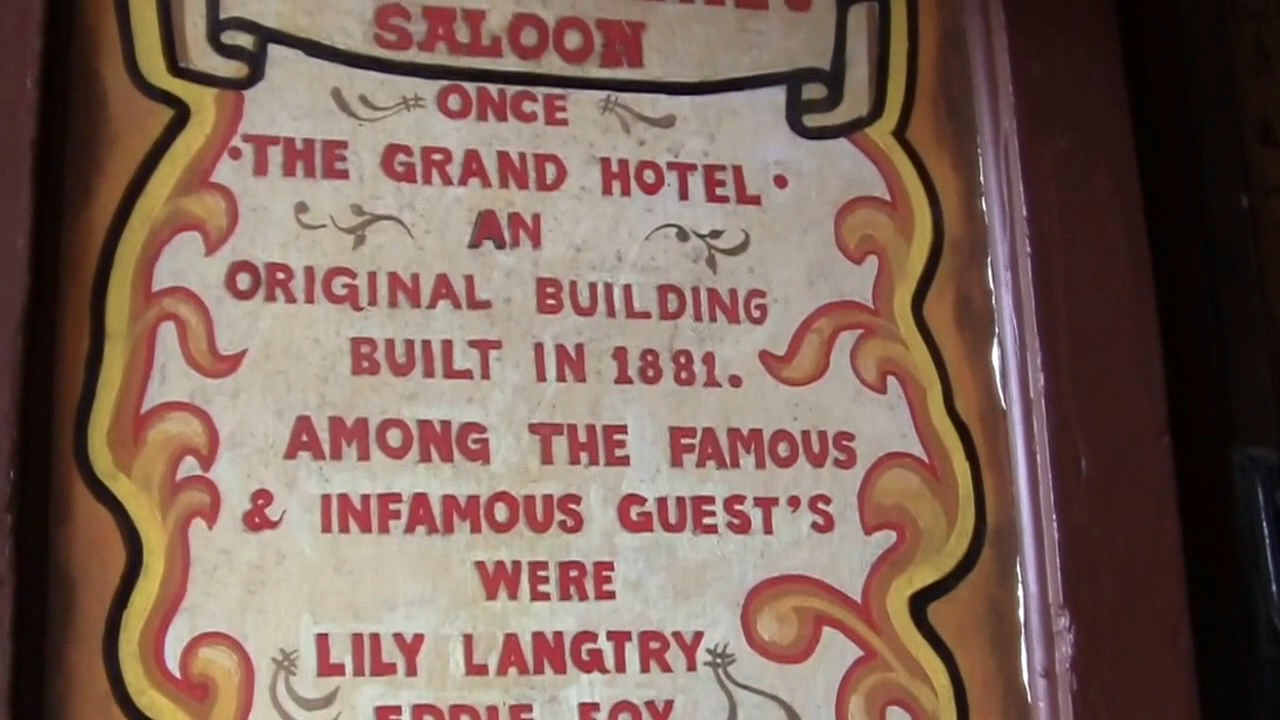 SALOON
ONCE
·THE GRAND HOTEL·
AN
ORIGINAL BUILDING
BUILT IN 1881.
AMONG THE FAMOUS
& INFAMOUS GUEST'S
WERE
LILY LANGTRY
EDDIE FOY